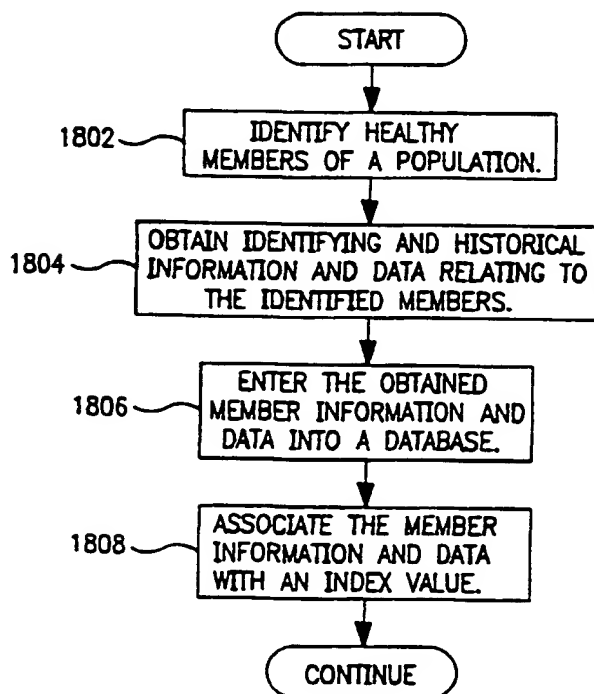 START
1802
IDENTIFY HEALTHY
MEMBERS OF A POPULATION.
1804
OBTAIN IDENTIFYING AND HISTORICAL
INFORMATION AND DATA RELATING TO
THE IDENTIFIED MEMBERS.
1806
ENTER THE OBTAINED
MEMBER INFORMATION AND
DATA INTO A DATABASE.
1808
ASSOCIATE THE MEMBER
INFORMATION AND DATA
WITH AN INDEX VALUE.
CONTINUE